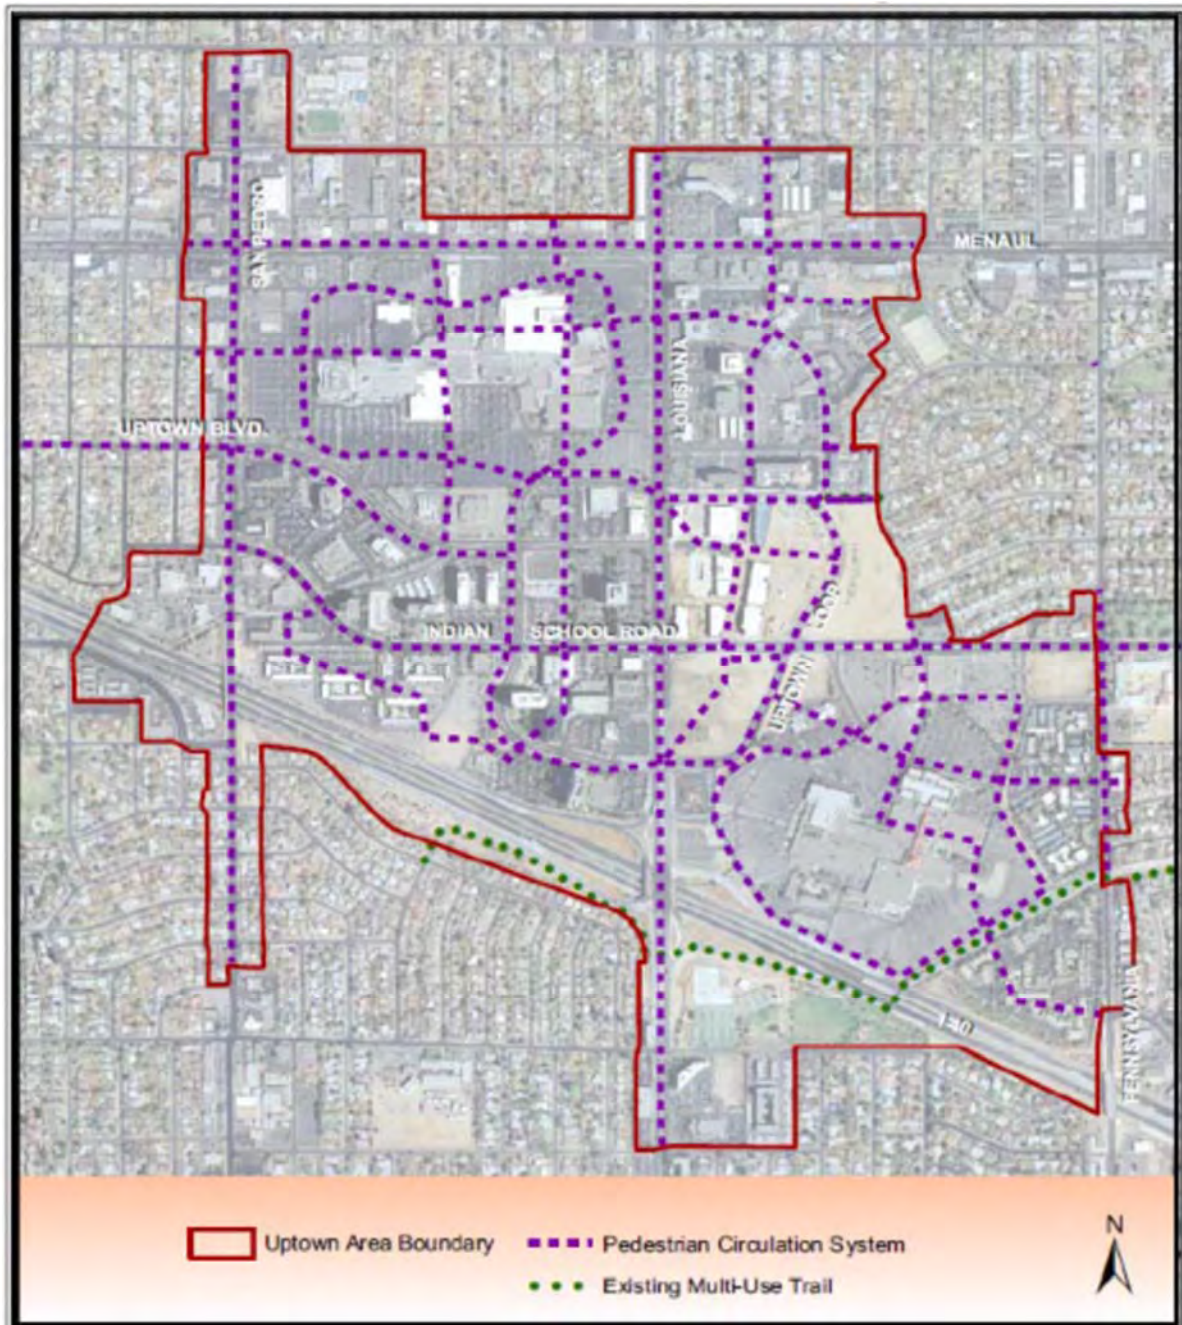 MENAUL
SAN PEDRO
LOUISIANA
UPTOWN BLVD.
LOOP
UPTOWN
INDIAN SCHOOL ROAD
I-40
PENNSYLVANIA
Uptown Area Boundary
Pedestrian Circulation System
Existing Multi-Use Trail
N